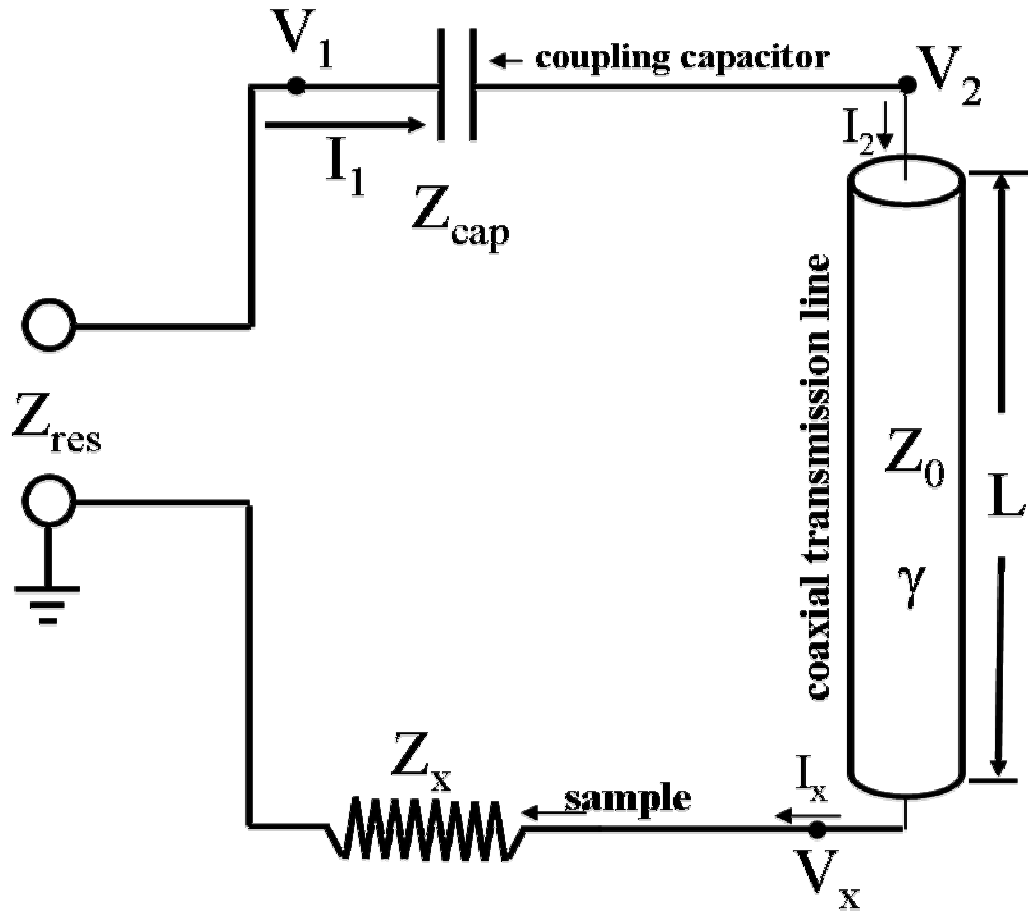 V1
coupling capacitor
V2
I1
I2
Zcap
Zres
coaxial transmission line
Z0
γ
L
Zx
sample
Ix
Vx